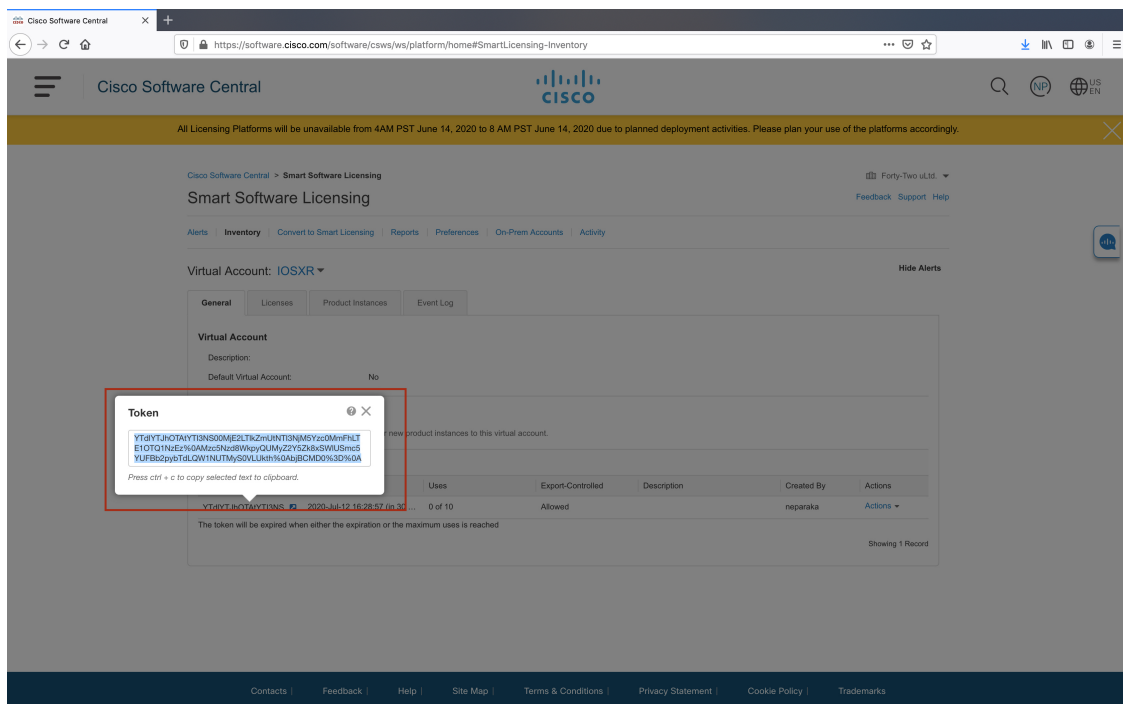 Cisco Software Central
https://software.cisco.com/software/csws/ws/platform/home#SmartLicensing-Inventory
Cisco Software Central
CISCO
NP
US
EN
All Licensing Platforms will be unavailable from 4AM PST June 14, 2020 to 8 AM PST June 14, 2020 due to planned deployment activities. Please plan your use of the platforms accordingly.
Cisco Software Central > Smart Software Licensing
Forty-Two uLtd.
Smart Software Licensing
Feedback Support Help
Alerts | Inventory | Convert to Smart Licensing | Reports | Preferences | On-Prem Accounts | Activity
Virtual Account: IOSXR
Hide Alerts
General Licenses Product Instances Event Log
Virtual Account
Description:
Default Virtual Account: No
Token
new product instances to this virtual account.
Press ctrl + c to copy selected text to clipboard.
Uses Export-Controlled Description Created By Actions
2020-Jul-12 16:28:57 (in 30 ... 0 of 10 Allowed neparaka Actions
The token will be expired when either the expiration or the maximum uses is reached
Showing 1 Record
Contacts | Feedback | Help | Site Map | Terms & Conditions | Privacy Statement | Cookie Policy | Trademarks